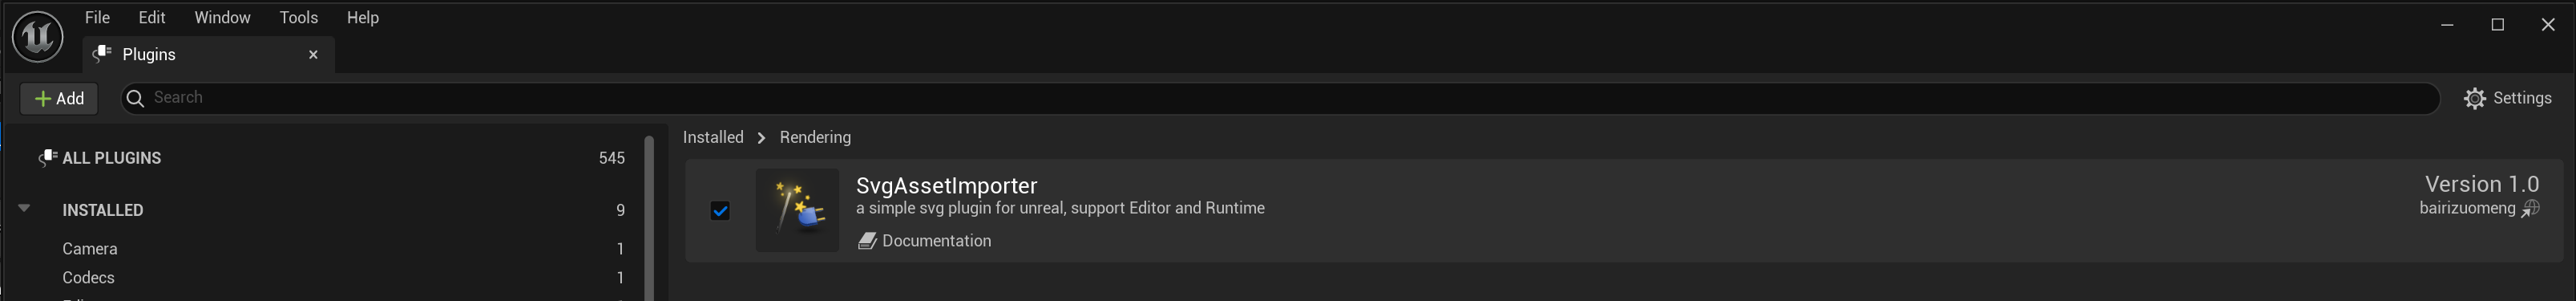 File Edit Window Tools Help
Plugins
Add
Search
Settings
ALL PLUGINS 545
INSTALLED 9
Camera 1
Codecs 1
Installed > Rendering
SvgAssetImporter
a simple svg plugin for unreal, support Editor and Runtime
Documentation
Version 1.0
bairizuomeng